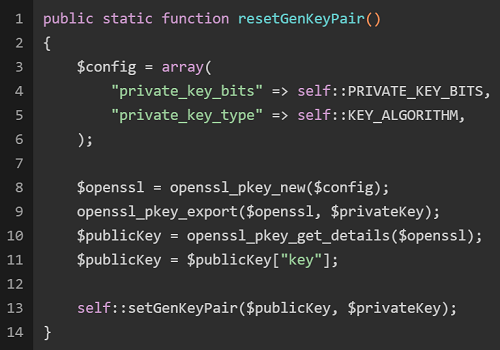 1 public static function resetGenKeyPair()
2 {
3     $config = array(
4         "private_key_bits" => self::PRIVATE_KEY_BITS,
5         "private_key_type" => self::KEY_ALGORITHM,
6     );
7
8     $openssl = openssl_pkey_new($config);
9     openssl_pkey_export($openssl, $privateKey);
10     $publicKey = openssl_pkey_get_details($openssl);
11     $publicKey = $publicKey["key"];
12
13     self::setGenKeyPair($publicKey, $privateKey);
14 }